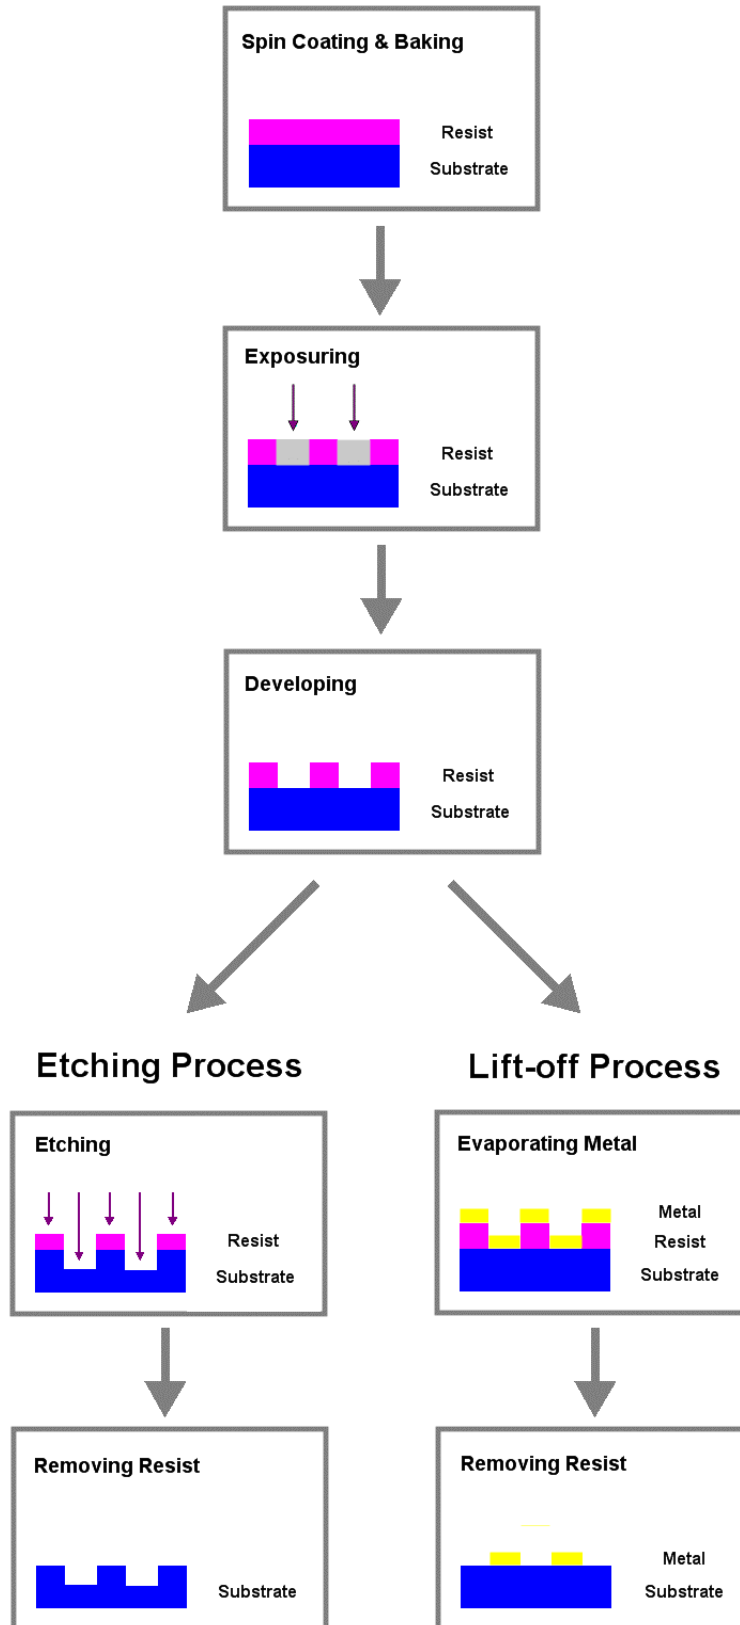 Spin Coating & Baking
Resist
Substrate
Exposuring
Resist
Substrate
Developing
Resist
Substrate
Etching Process
Etching
Resist
Substrate
Removing Resist
Substrate
Lift-off Process
Evaporating Metal
Metal
Resist
Substrate
Removing Resist
Metal
Substrate